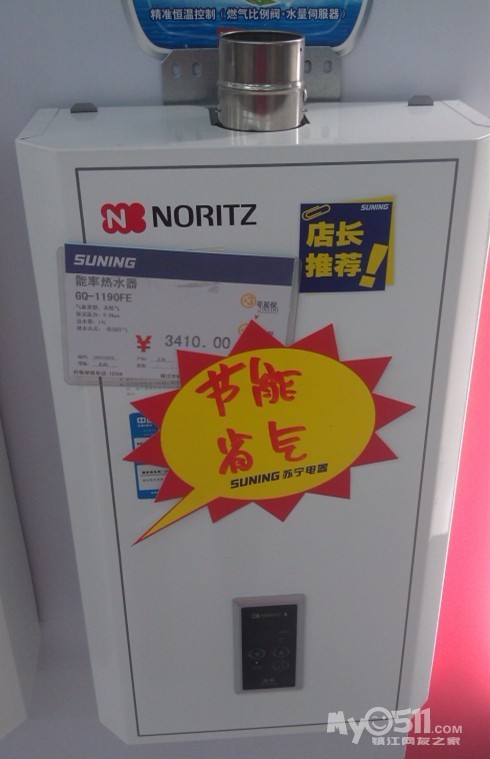 精准恒温控制（燃气比例阀·水量伺服器）
NORITZ
SUNING
店长
推荐!
SUNING
能率热水器
GQ-1190FE
¥ 3410.00
节能
省气
SUNING 苏宁电器
NORITZ
MyO511.COM
镇江网友之家